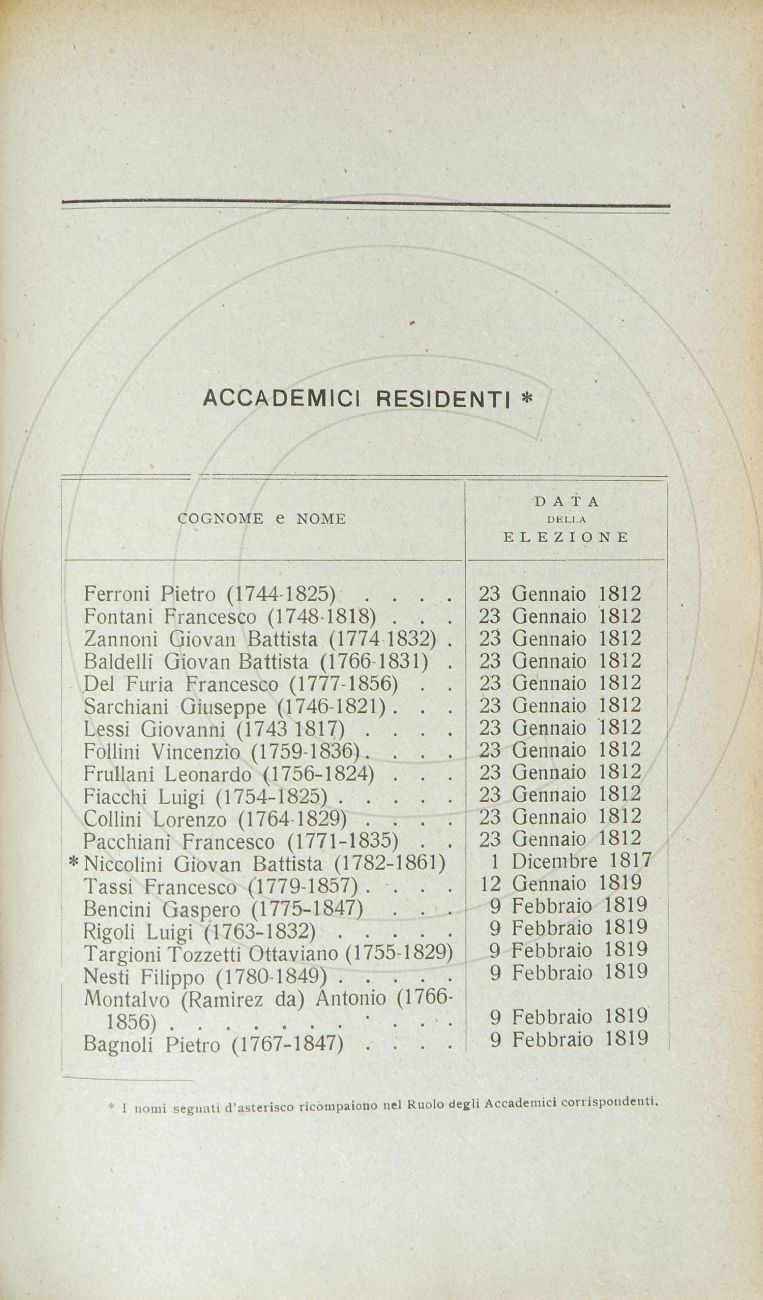 ACCADEMICI RESIDENTI *
COGNOME e NOME
DATA
DELLA
ELEZIONE
Ferroni Pietro (1744-1825) . . . . 23 Gennaio 1812
Fontani Francesco (1748-1818) . . . 23 Gennaio 1812
Zannoni Giovan Battista (1774 1832) . 23 Gennaio 1812
Baldelli Giovan Battista (1766-1831) . 23 Gennaio 1812
Del Furia Francesco (1777-1856) . . 23 Gennaio 1812
Sarchiani Giuseppe (1746-1821) . . . 23 Gennaio 1812
Lessi Giovanni (1743 1817) . . . . 23 Gennaio 1812
Follini Vincenzio (1759-1836) . . . . 23 Gennaio 1812
Frullani Leonardo (1756-1824) . . . 23 Gennaio 1812
Fiacchi Luigi (1754-1825) . . . . . 23 Gennaio 1812
Collini Lorenzo (1764-1829) . . . . 23 Gennaio 1812
Pacchiani Francesco (1771-1835) . . 23 Gennaio 1812
* Niccolini Giovan Battista (1782-1861) 1 Dicembre 1817
Tassi Francesco (1779-1857) . . . . 12 Gennaio 1819
Bencini Gaspero (1775-1847) . . . 9 Febbraio 1819
Rigoli Luigi (1763-1832) . . . . . 9 Febbraio 1819
Targioni Tozzetti Ottaviano (1755-1829) 9 Febbraio 1819
Nesti Filippo (1780-1849) . . . . . 9 Febbraio 1819
Montalvo (Ramirez da) Antonio (1766-
1856) . . . . . . . . . . . 9 Febbraio 1819
Bagnoli Pietro (1767-1847) . . . . 9 Febbraio 1819
* I nomi segnati d'asterisco ricompaiono nel Ruolo degli Accademici corrispondenti.